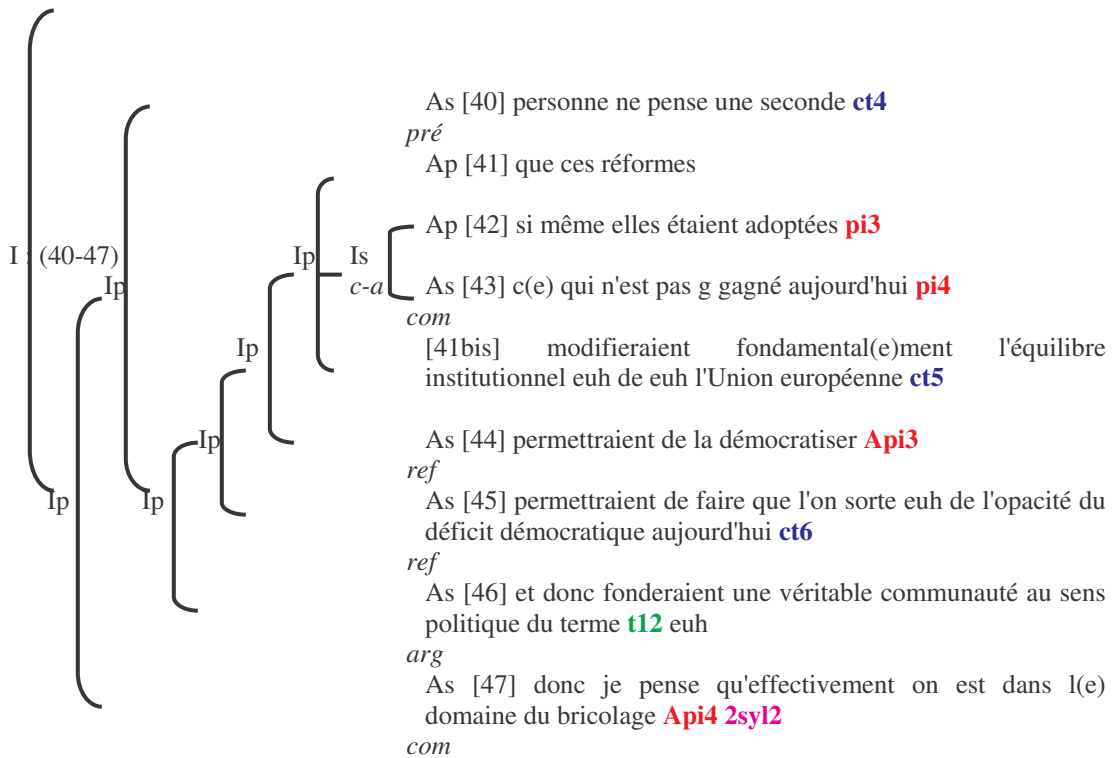 As [40] personne ne pense une seconde ct4
pré
Ap [41] que ces réformes
Ap [42] si même elles étaient adoptées pi3
I : (40-47)
Ip
Is
c-a
As [43] c(e) qui n'est pas g gagné aujourd'hui pi4
Ip
com
[41bis] modifieraient fondamental(e)ment l'équilibre
Ip
institutionnel euh de euh l'Union européenne ct5
As [44] permettraient de la démocratiser Api3
Ip
ref
As [45] permettraient de faire que l'on sorte euh de l'opacité du
Ip
Ip
déficit démocratique aujourd'hui ct6
ref
As [46] et donc fonderaient une véritable communauté au sens
politique du terme t12 euh
arg
As [47] donc je pense qu'effectivement on est dans l(e)
domaine du bricolage Api4 2syl2
com